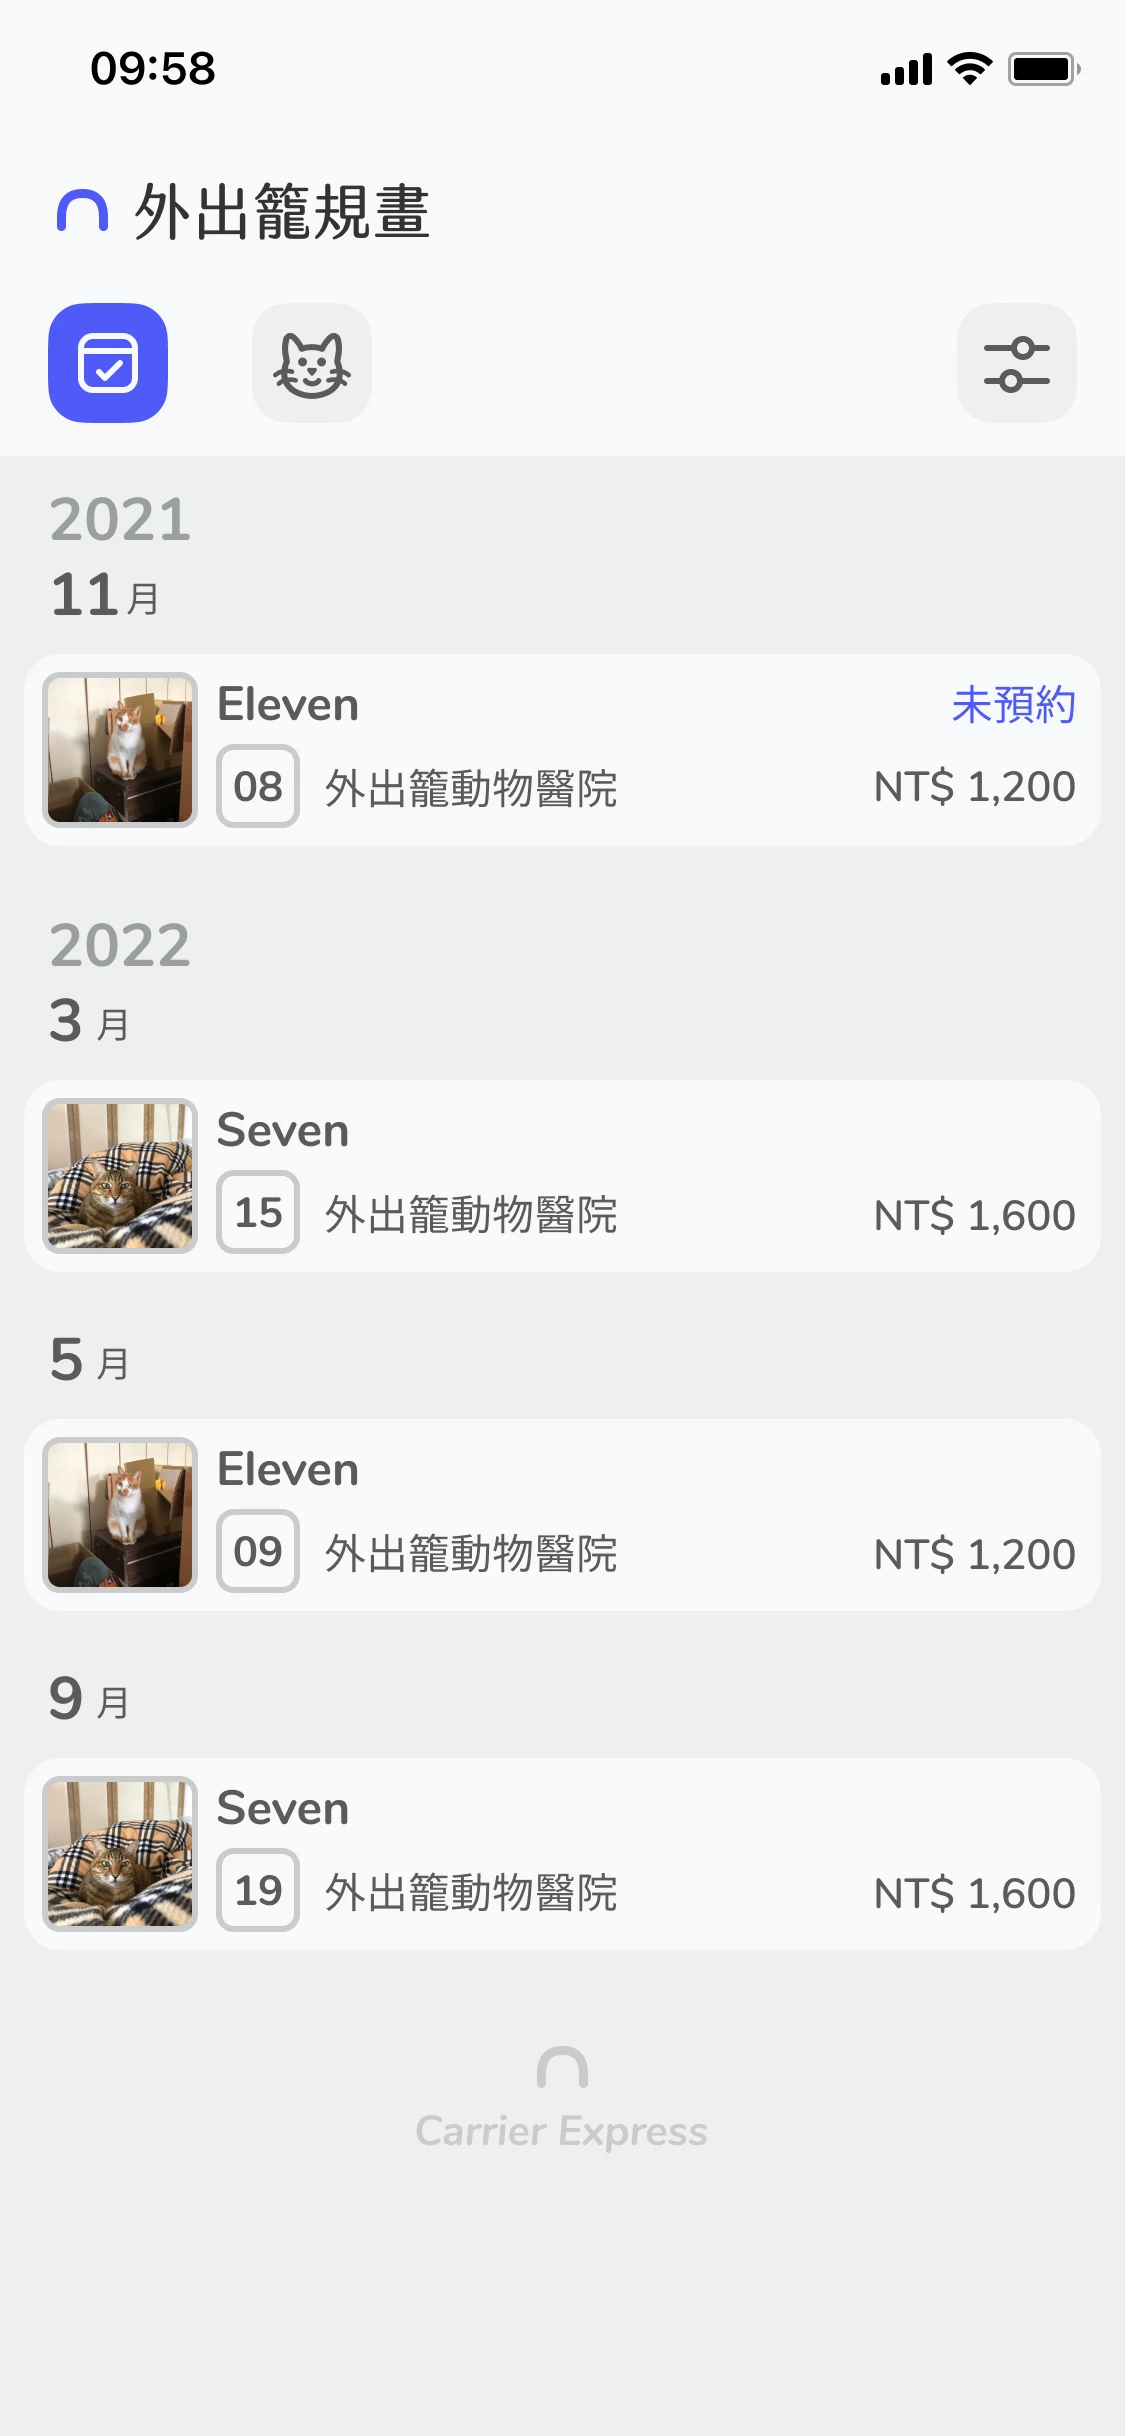 09:58
外出籠規畫
2021
11 月
Eleven
未預約
08 外出籠動物醫院 NT$ 1,200
2022
3 月
Seven
15 外出籠動物醫院 NT$ 1,600
5 月
Eleven
09 外出籠動物醫院 NT$ 1,200
9 月
Seven
19 外出籠動物醫院 NT$ 1,600
Carrier Express